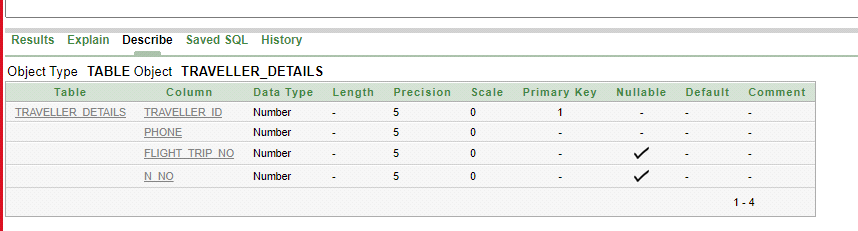 Results Explain Describe Saved SQL History
Object Type TABLE Object TRAVELLER_DETAILS
Table Column Data Type Length Precision Scale Primary Key Nullable Default Comment
TRAVELLER_DETAILS TRAVELLER_ID Number - 5 0 1 - - -
PHONE Number - 5 0 - - - -
FLIGHT_TRIP_NO Number - 5 0 - ✓ - -
N_NO Number - 5 0 - ✓ - -
1 - 4